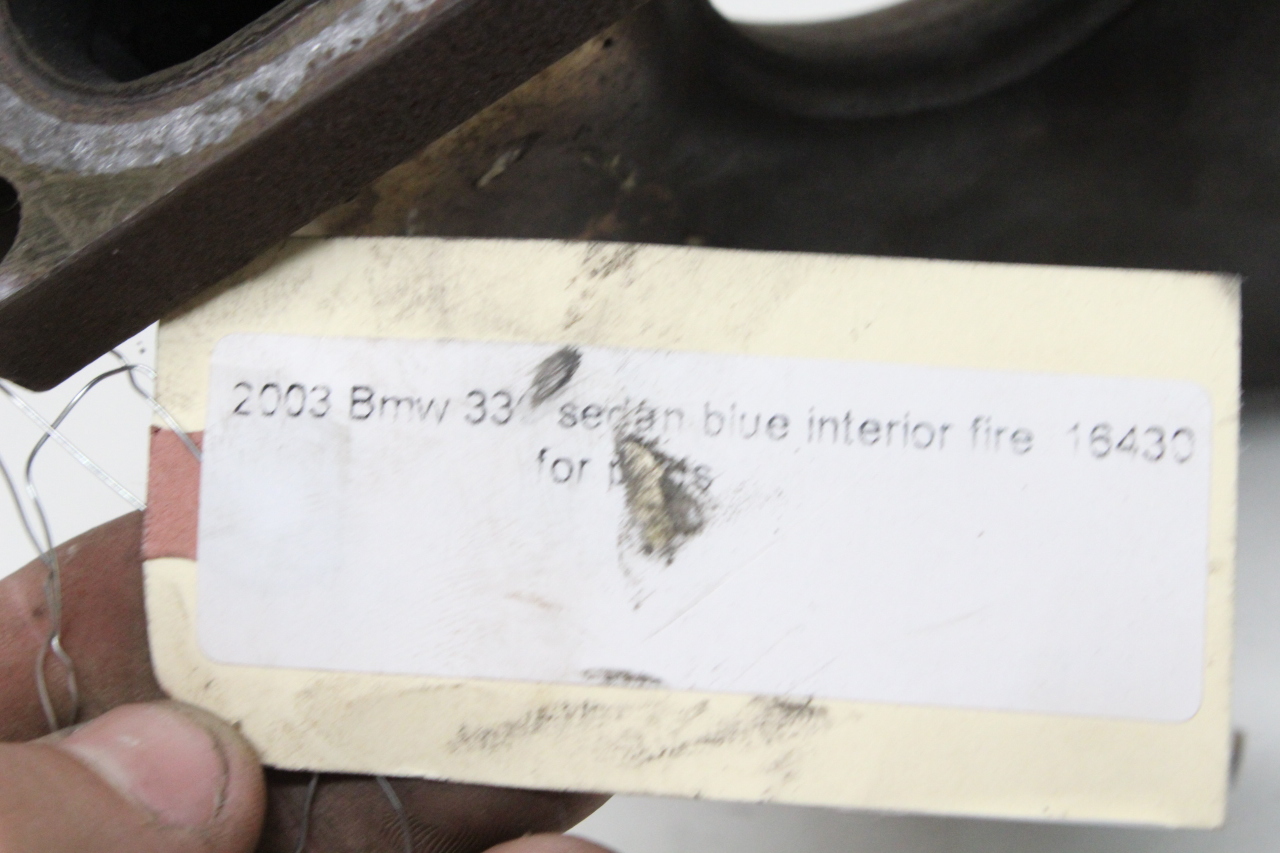 2003 Bmw sedan blue interior fire 16430
for